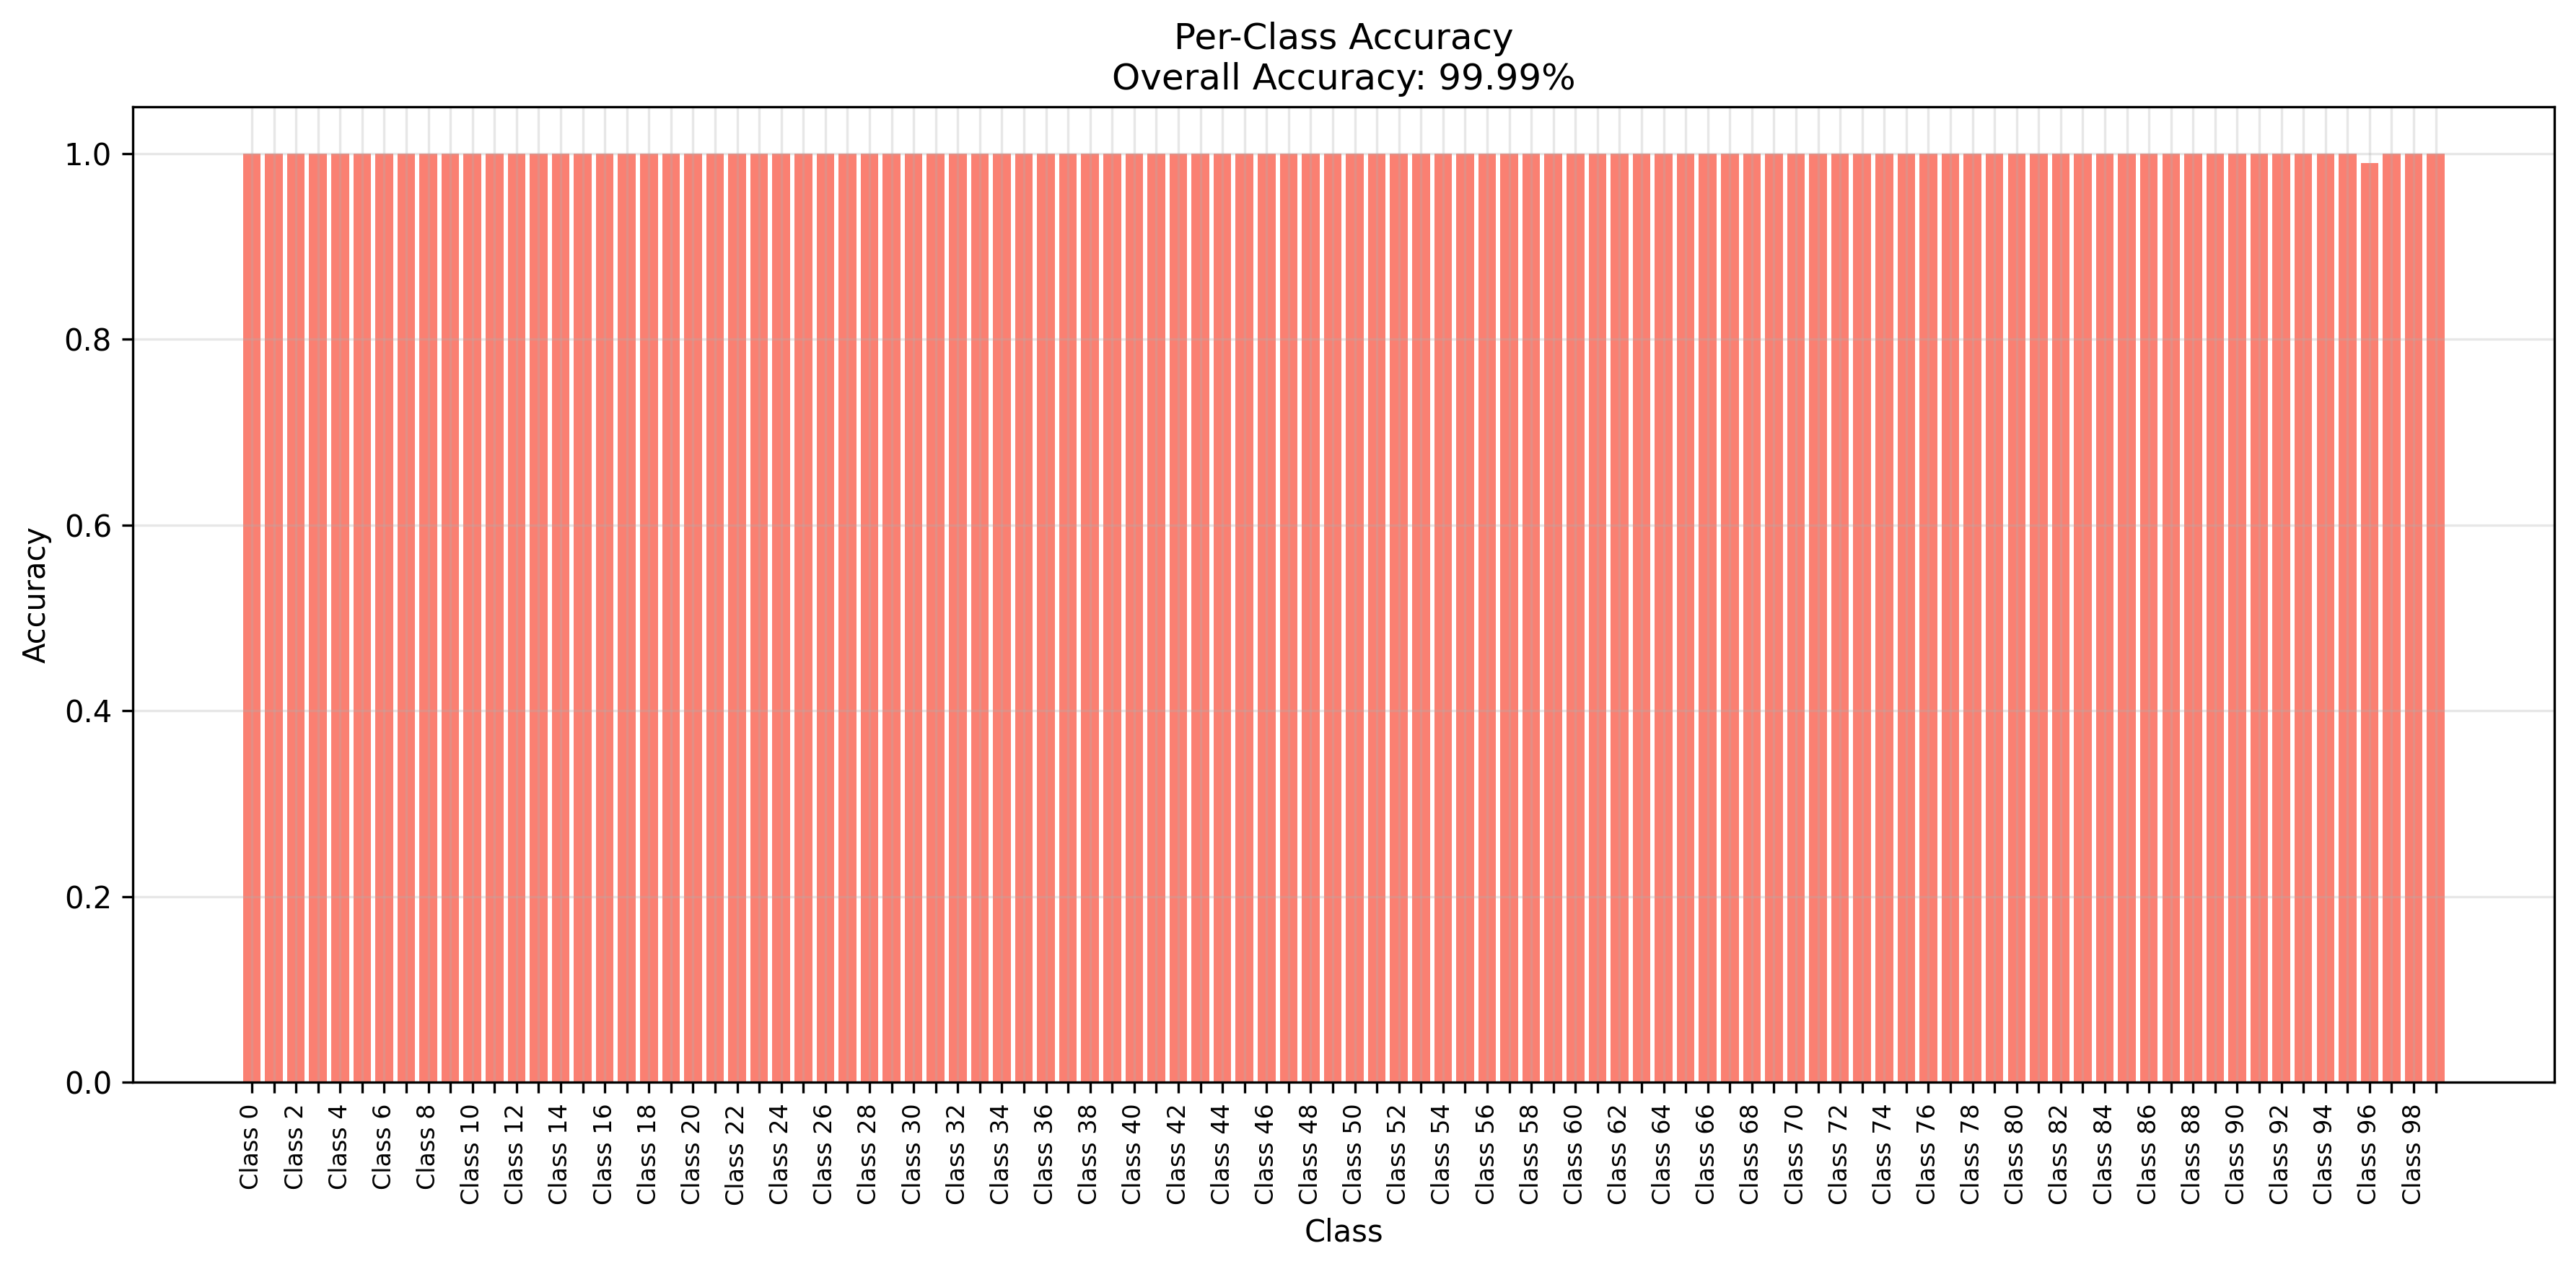 Per-Class Accuracy
Overall Accuracy: 99.99%
Accuracy
1.0
0.8
0.6
0.4
0.2
0.0
Class 0
Class 2
Class 4
Class 6
Class 8
Class 10
Class 12
Class 14
Class 16
Class 18
Class 20
Class 22
Class 24
Class 26
Class 28
Class 30
Class 32
Class 34
Class 36
Class 38
Class 40
Class 42
Class 44
Class 46
Class 48
Class 50
Class 52
Class 54
Class 56
Class 58
Class 60
Class 62
Class 64
Class 66
Class 68
Class 70
Class 72
Class 74
Class 76
Class 78
Class 80
Class 82
Class 84
Class 86
Class 88
Class 90
Class 92
Class 94
Class 96
Class 98
Class